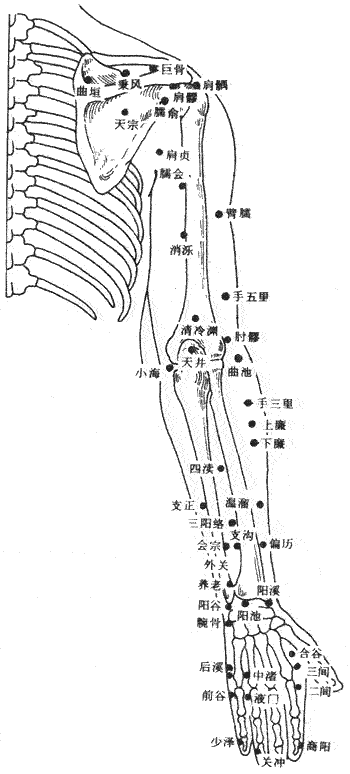 巨骨
曲垣
秉风
肩髃
肩髎
臑俞
天宗
肩贞
臑会
臂臑
消泺
手五里
清冷渊
肘髎
天井
曲池
小海
手三里
上廉
下廉
四渎
支正
温溜
三阳络
支沟
会宗
偏历
外关
养老
阳溪
阳谷
阳池
腕骨
合谷
后溪
中渚
三间
二间
前谷
液门
少泽
关冲
商阳